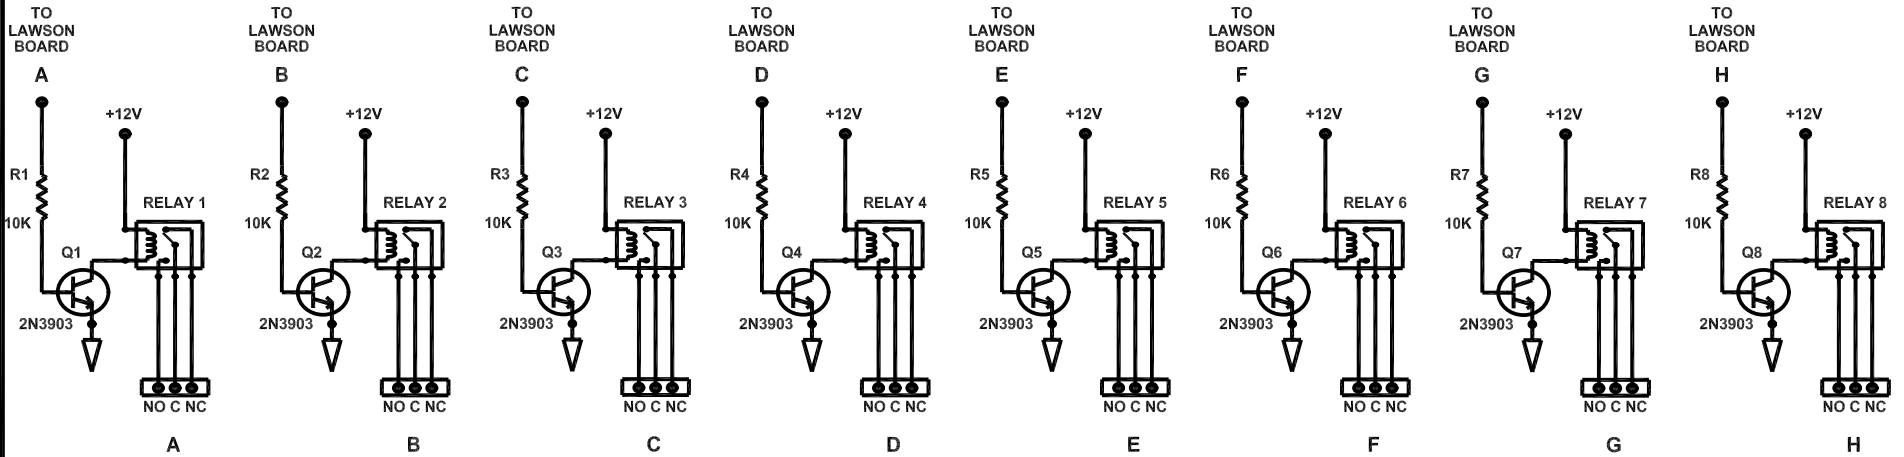 TO
LAWSON
BOARD
A
+12V
R1
10K
RELAY 1
Q1
2N3903
NO C NC
A
TO
LAWSON
BOARD
B
+12V
R2
10K
RELAY 2
Q2
2N3903
NO C NC
B
TO
LAWSON
BOARD
C
+12V
R3
10K
RELAY 3
Q3
2N3903
NO C NC
C
TO
LAWSON
BOARD
D
+12V
R4
10K
RELAY 4
Q4
2N3903
NO C NC
D
TO
LAWSON
BOARD
E
+12V
R5
10K
RELAY 5
Q5
2N3903
NO C NC
E
TO
LAWSON
BOARD
F
+12V
R6
10K
RELAY 6
Q6
2N3903
NO C NC
F
TO
LAWSON
BOARD
G
+12V
R7
10K
RELAY 7
Q7
2N3903
NO C NC
G
TO
LAWSON
BOARD
H
+12V
R8
10K
RELAY 8
Q8
2N3903
NO C NC
H